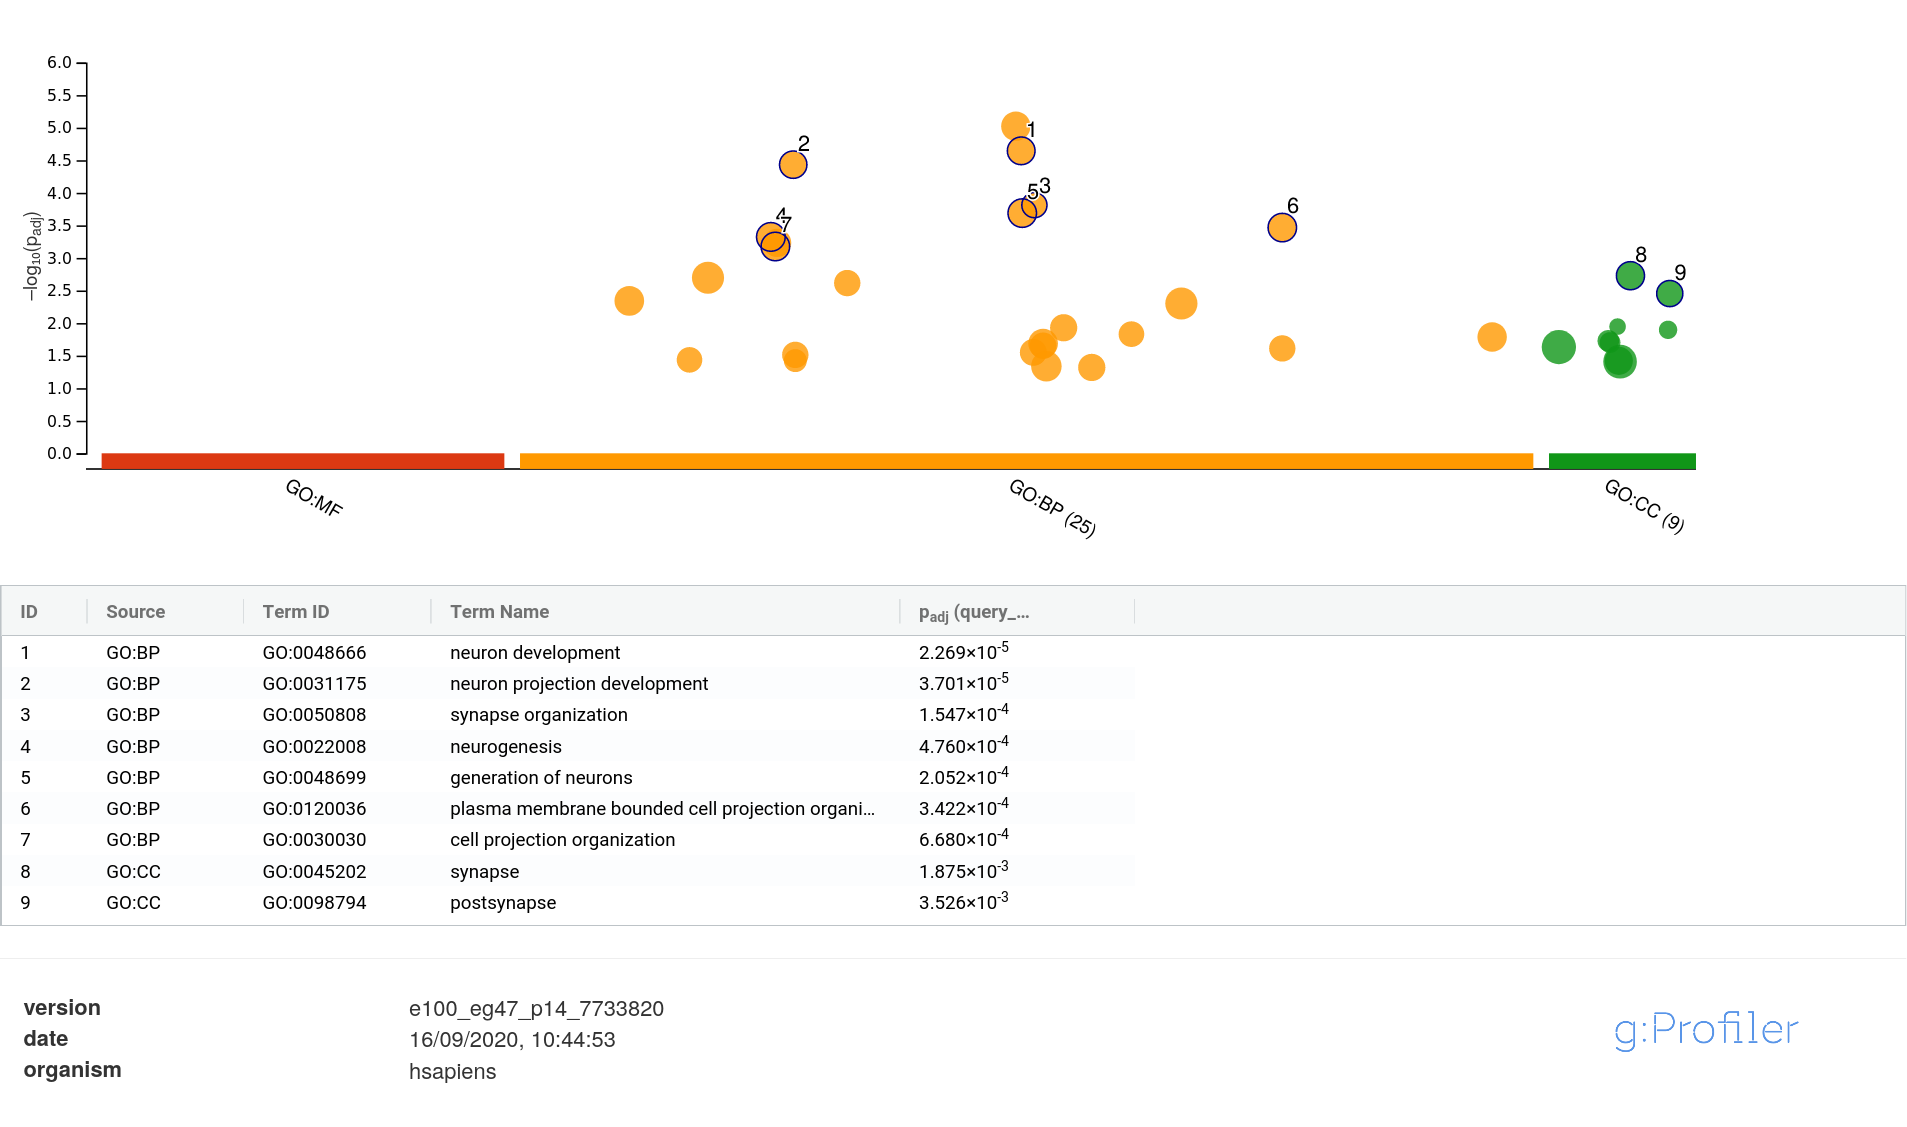 6.0
5.5
5.0
4.5
4.0
3.5
3.0
2.5
2.0
1.5
1.0
0.5
0.0
−log10(padj)
1
2
3
5
4
7
6
8
9
GO:MF
GO:BP (25)
GO:CC (9)
ID Source Term ID Term Name padj (query_...
1 GO:BP GO:0048666 neuron development 2.269×10-5
2 GO:BP GO:0031175 neuron projection development 3.701×10-5
3 GO:BP GO:0050808 synapse organization 1.547×10-4
4 GO:BP GO:0022008 neurogenesis 4.760×10-4
5 GO:BP GO:0048699 generation of neurons 2.052×10-4
6 GO:BP GO:0120036 plasma membrane bounded cell projection organi... 3.422×10-4
7 GO:BP GO:0030030 cell projection organization 6.680×10-4
8 GO:CC GO:0045202 synapse 1.875×10-3
9 GO:CC GO:0098794 postsynapse 3.526×10-3
version e100_eg47_p14_7733820
date 16/09/2020, 10:44:53
organism hsapiens
g:Profiler